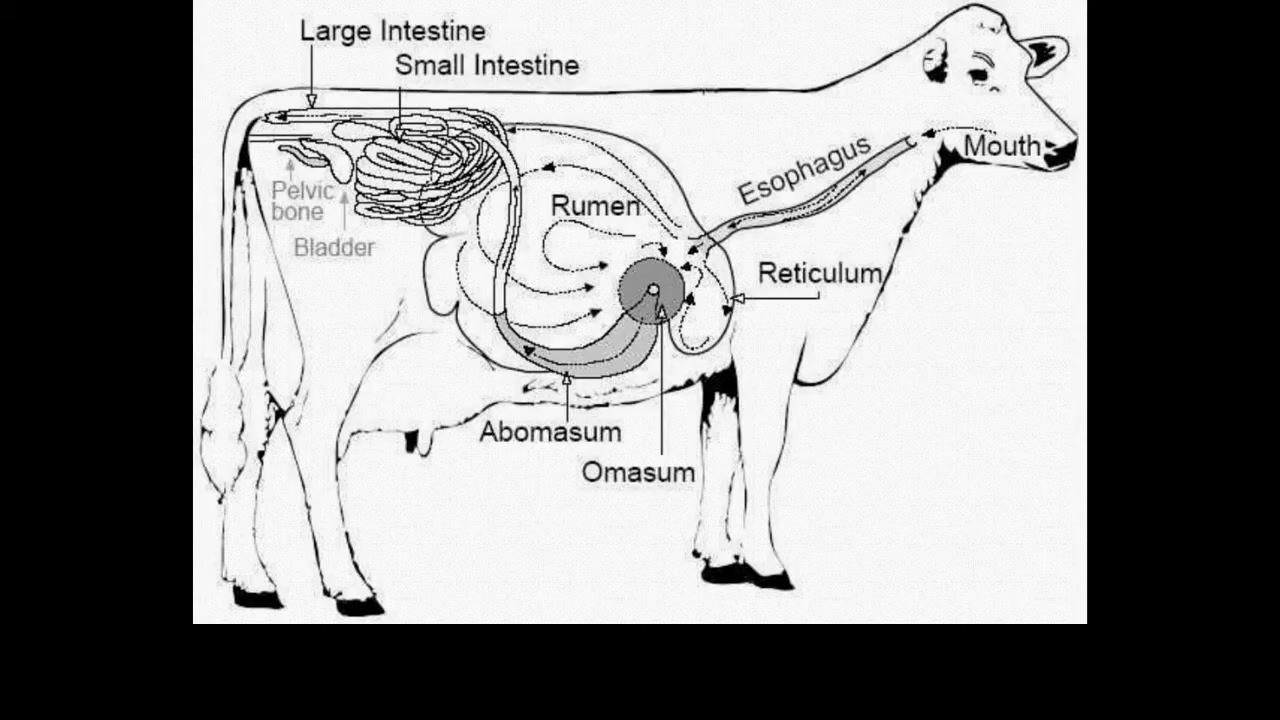 Large Intestine
Small Intestine
Mouth
Esophagus
Pelvic
bone
Rumen
Bladder
Reticulum
Abomasum
Omasum